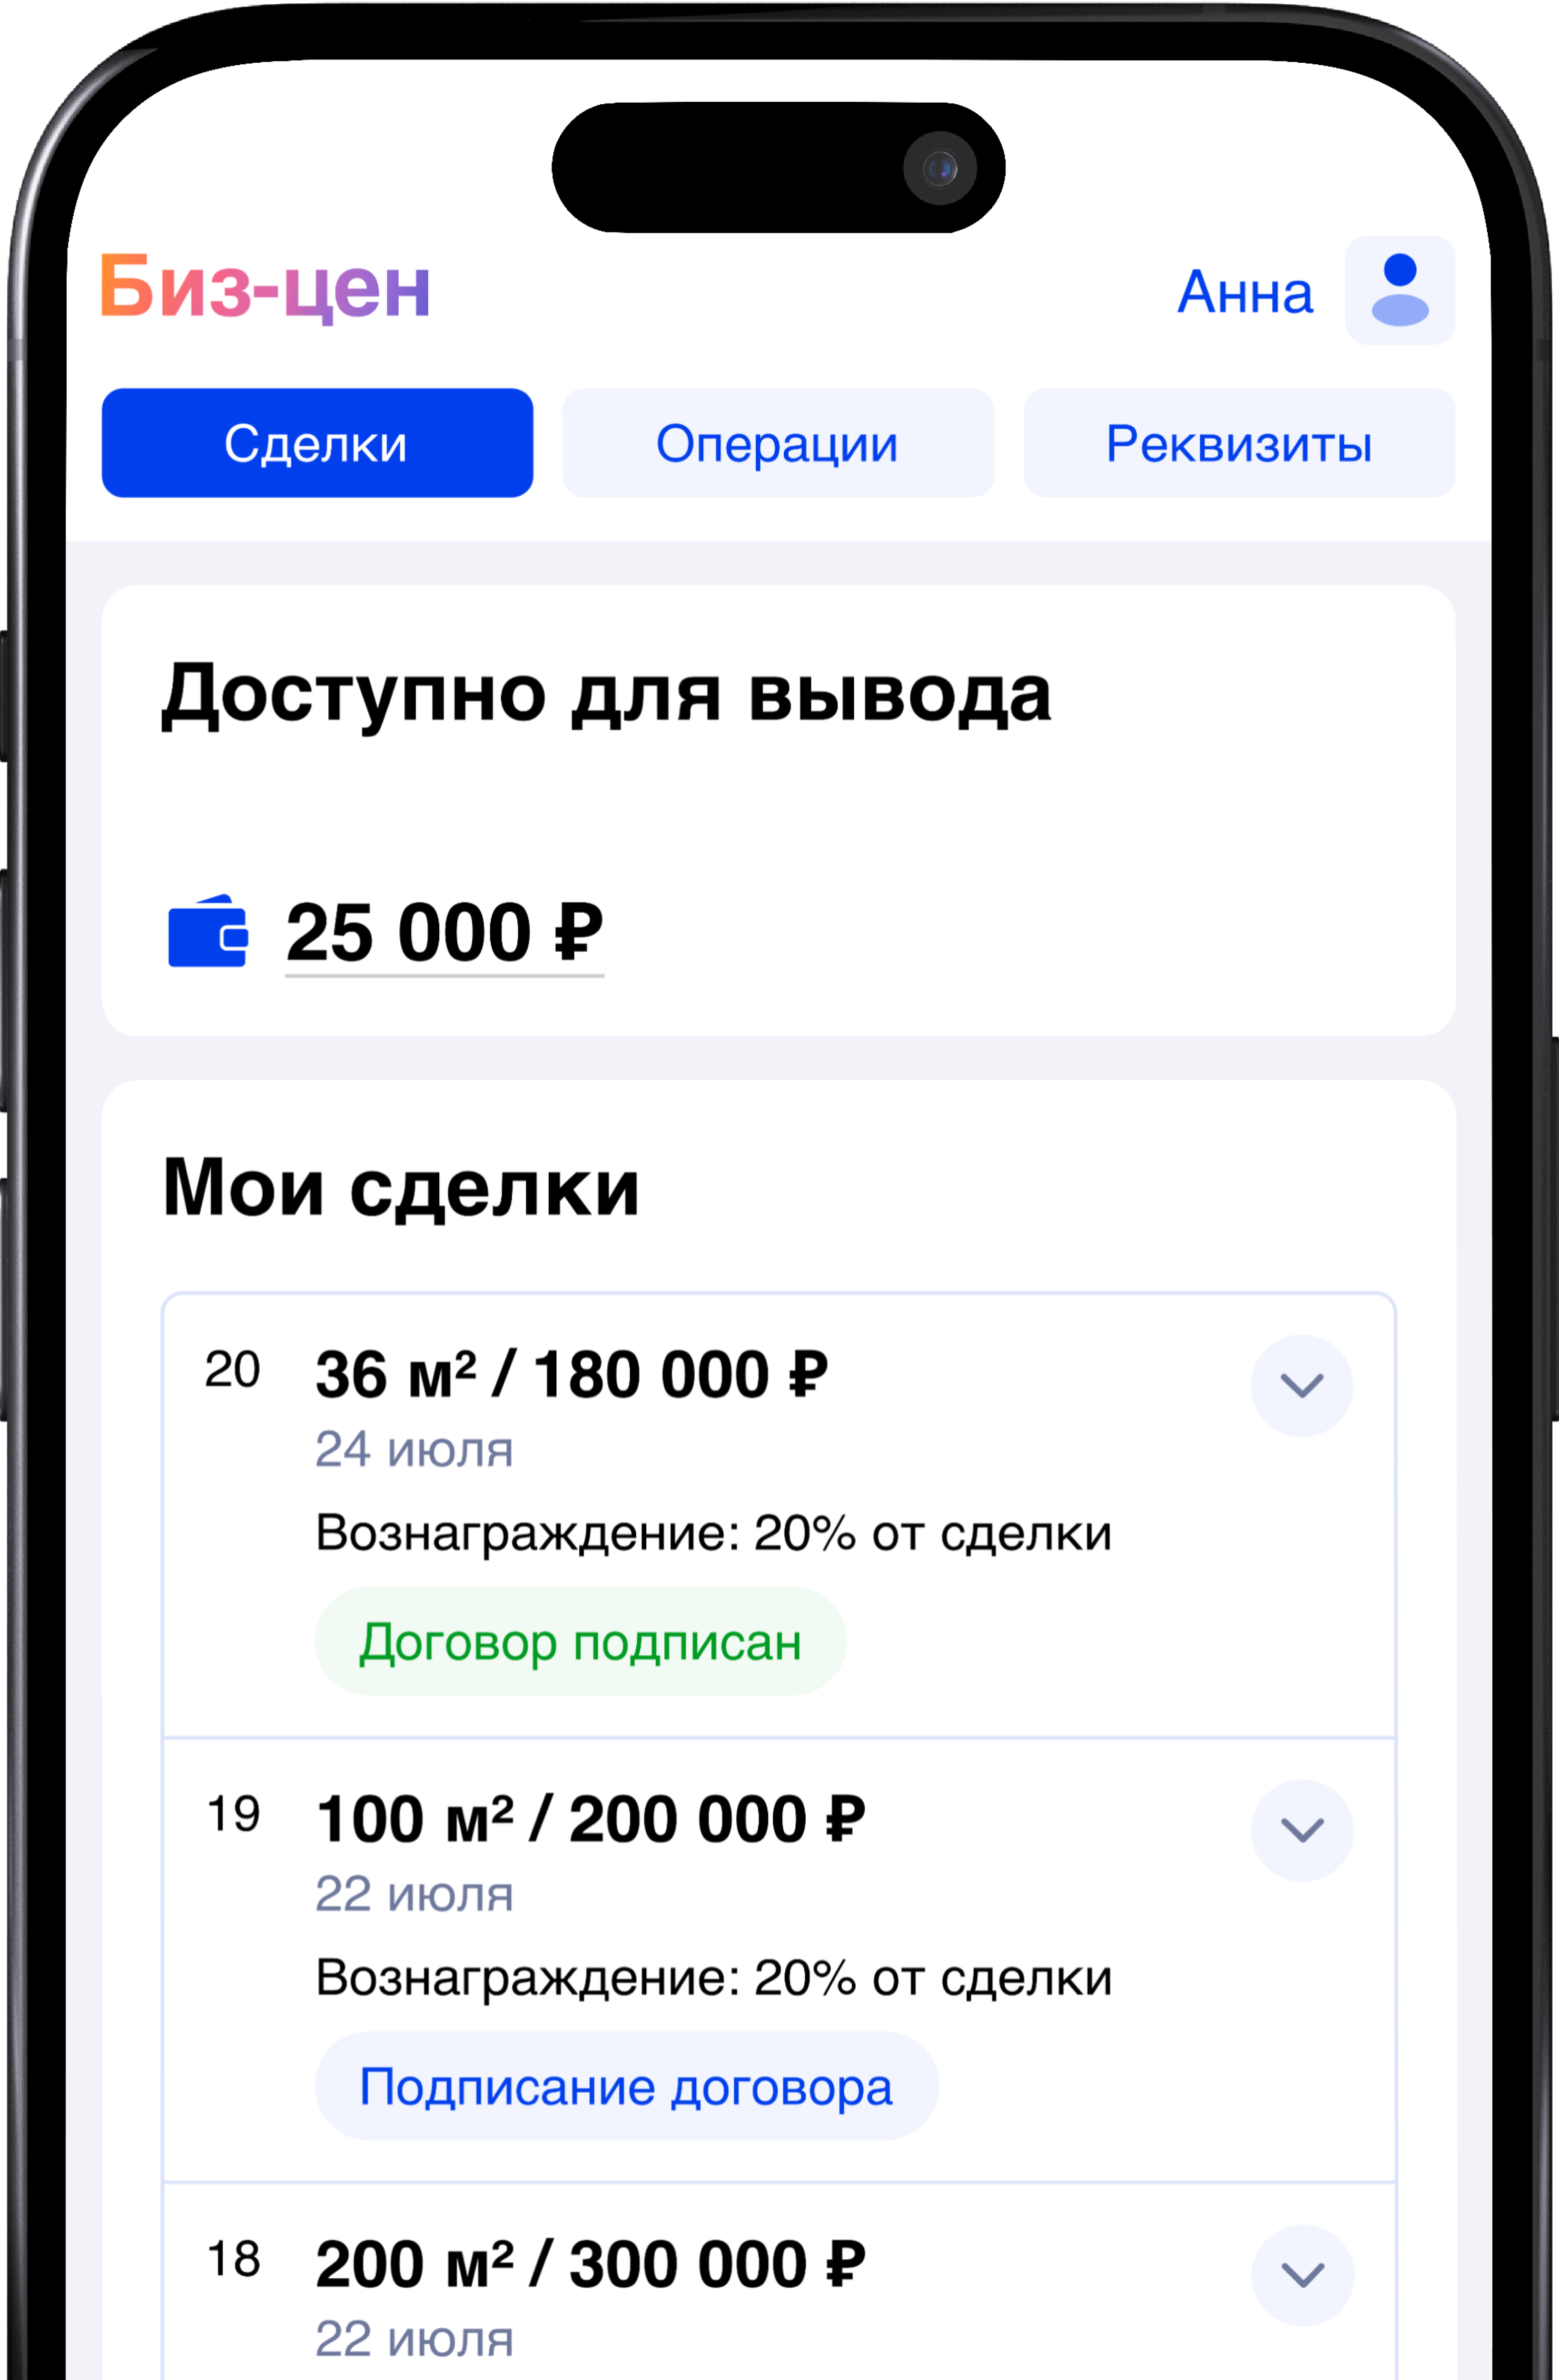 Биз-цен
Анна
Сделки
Операции
Реквизиты
Доступно для вывода
25 000 ₽
Мои сделки
20
36 м² / 180 000 ₽
24 июля
Вознаграждение: 20% от сделки
Договор подписан
19
100 м² / 200 000 ₽
22 июля
Вознаграждение: 20% от сделки
Подписание договора
18
200 м² / 300 000 ₽
22 июля